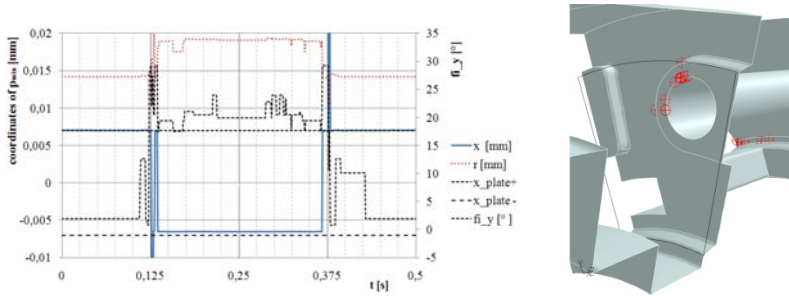 coordinates of pmin [mm]
0,02
0,015
0,01
0,005
0
-0,005
-0,01
0
0,125
0,25
0,375
0,5
t [s]
35
30
25
20
15
10
5
0
-5
fi_y [°]
x [mm]
r [mm]
x_plate+
x_plate -
fi_y [° ]